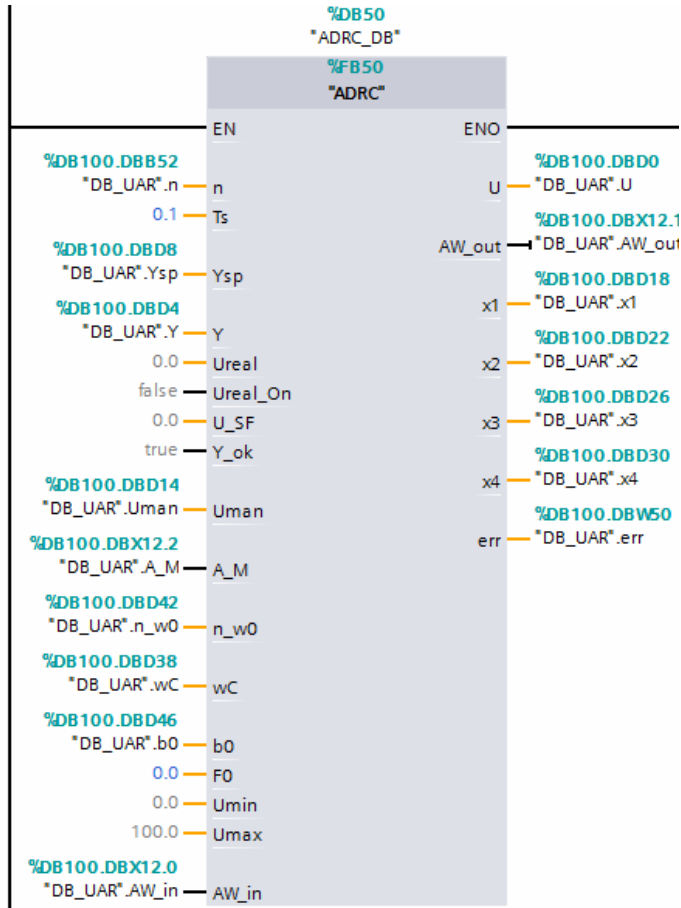 %DB50
"ADRC_DB"
%FB50
"ADRC"
EN ENO
%DB100.DBB52
"DB_UAR".n n
0.1 Ts
%DB100.DBD8
"DB_UAR".Ysp Ysp
%DB100.DBD4
"DB_UAR".Y Y
0.0 Ureal
false Ureal_On
0.0 U_SF
true Y_ok
%DB100.DBD14
"DB_UAR".Uman Uman
%DB100.DBX12.2
"DB_UAR".A_M A_M
%DB100.DBD42
"DB_UAR".n_w0 n_w0
%DB100.DBD38
"DB_UAR".wC wC
%DB100.DBD46
"DB_UAR".b0 b0
0.0 F0
0.0 Umin
100.0 Umax
%DB100.DBX12.0
"DB_UAR".AW_in AW_in
%DB100.DBD0
U "DB_UAR".U
%DB100.DBX12.1
AW_out "DB_UAR".AW_out
%DB100.DBD18
x1 "DB_UAR".x1
%DB100.DBD22
x2 "DB_UAR".x2
%DB100.DBD26
x3 "DB_UAR".x3
%DB100.DBD30
x4 "DB_UAR".x4
%DB100.DBW50
err "DB_UAR".err